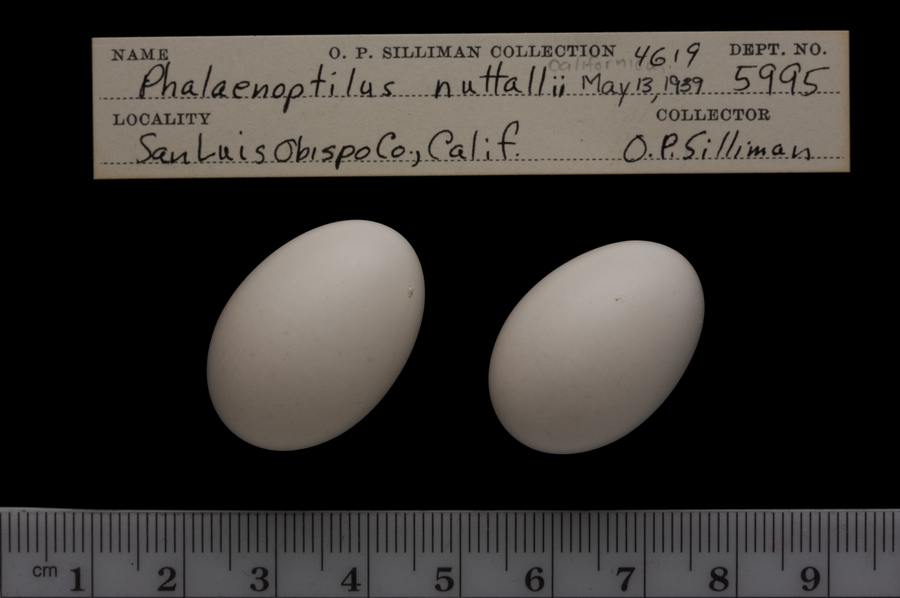 NAME O. P. SILLIMAN COLLECTION 4619 DEPT. NO.
californicus
Phalaenoptilus nuttallii May 13, 1939 5995
LOCALITY COLLECTOR
San Luis Obispo Co., Calif. O.P. Silliman
cm 1 2 3 4 5 6 7 8 9